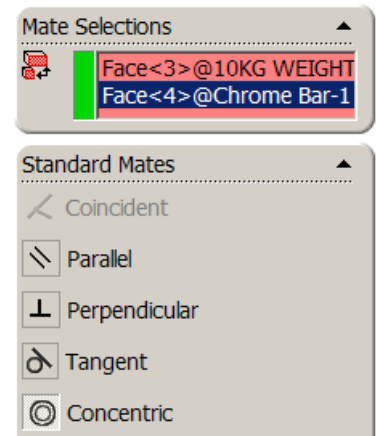 Mate Selections
Face<3>@10KG WEIGHT
Face<4>@Chrome Bar-1
Standard Mates
Coincident
Parallel
Perpendicular
Tangent
Concentric